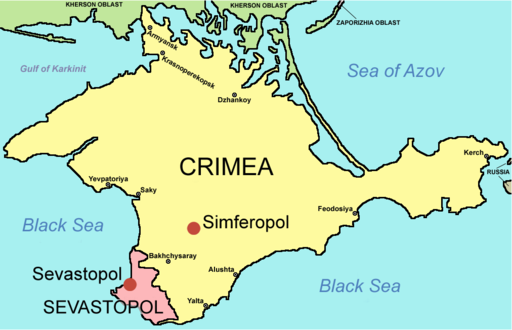 KHERSON OBLAST
KHERSON OBLAST
ZAPORIZHIA OBLAST
Armyansk
Krasnoperekopsk
Gulf of Karkinit
Sea of Azov
Dzhankoy
Kerch
CRIMEA
RUSSIA
Yevpatoriya
Saky
Feodosiya
Black Sea
Simferopol
Bakhchysaray
Sevastopol
Alushta
Black Sea
SEVASTOPOL
Yalta